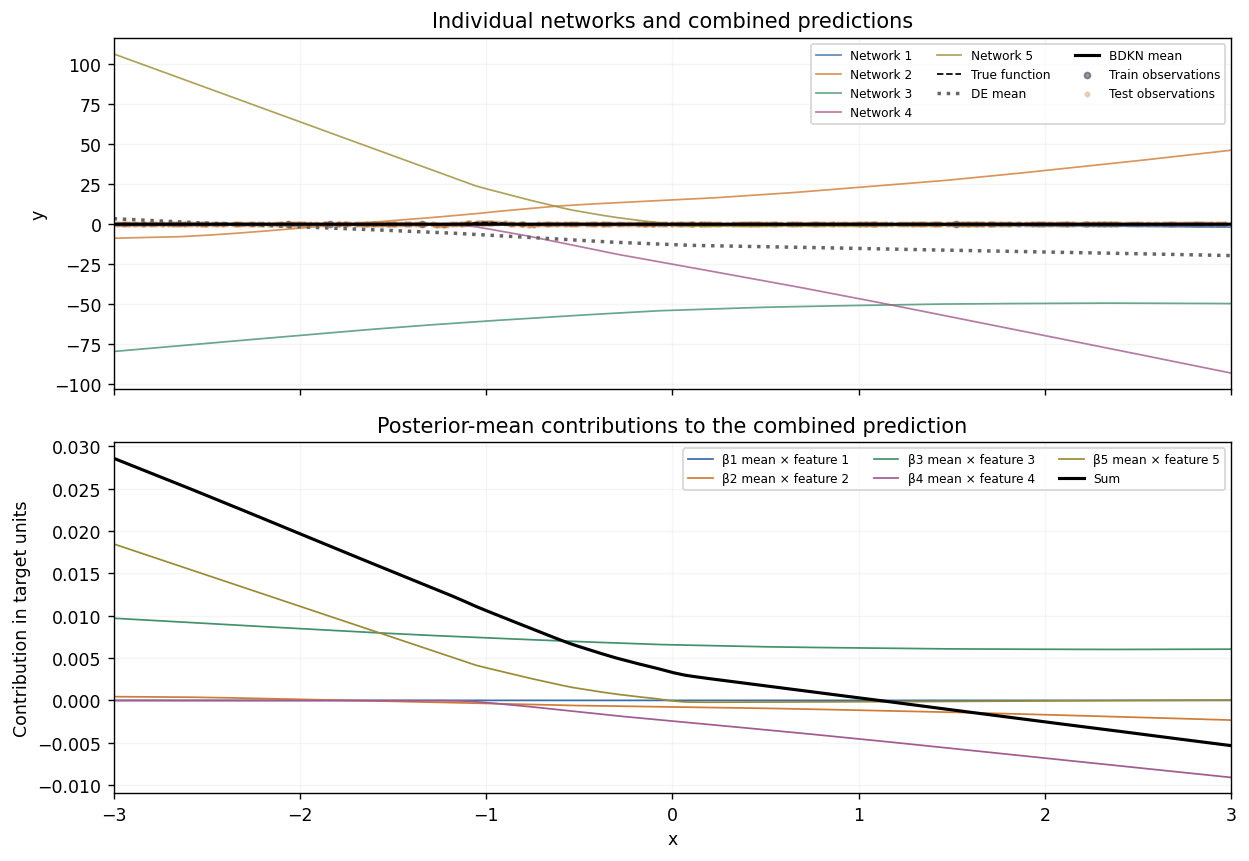 Individual networks and combined predictions
Network 1
Network 2
Network 3
Network 4
Network 5
True function
DE mean
BDKN mean
Train observations
Test observations
y
100
75
50
25
0
−25
−50
−75
−100
Posterior-mean contributions to the combined prediction
β1 mean × feature 1
β2 mean × feature 2
β3 mean × feature 3
β4 mean × feature 4
β5 mean × feature 5
Sum
Contribution in target units
0.030
0.025
0.020
0.015
0.010
0.005
0.000
−0.005
−0.010
−3
−2
−1
0
1
2
3
x